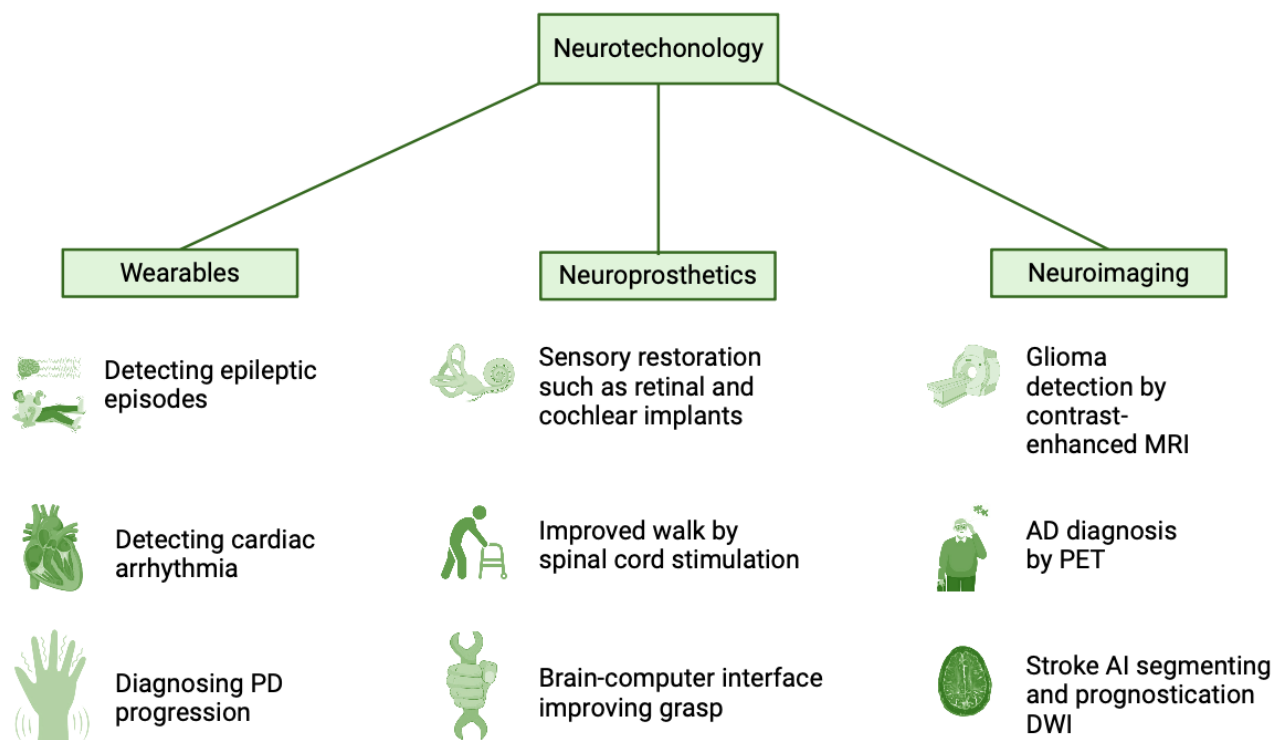 Neurotechonology
Wearables
Neuroprosthetics
Neuroimaging
Detecting epileptic
episodes
Sensory restoration
such as retinal and
cochlear implants
Glioma
detection by
contrast-
enhanced MRI
Detecting cardiac
arrhythmia
Improved walk by
spinal cord stimulation
AD diagnosis
by PET
Diagnosing PD
progression
Brain-computer interface
improving grasp
Stroke AI segmenting
and prognostication
DWI